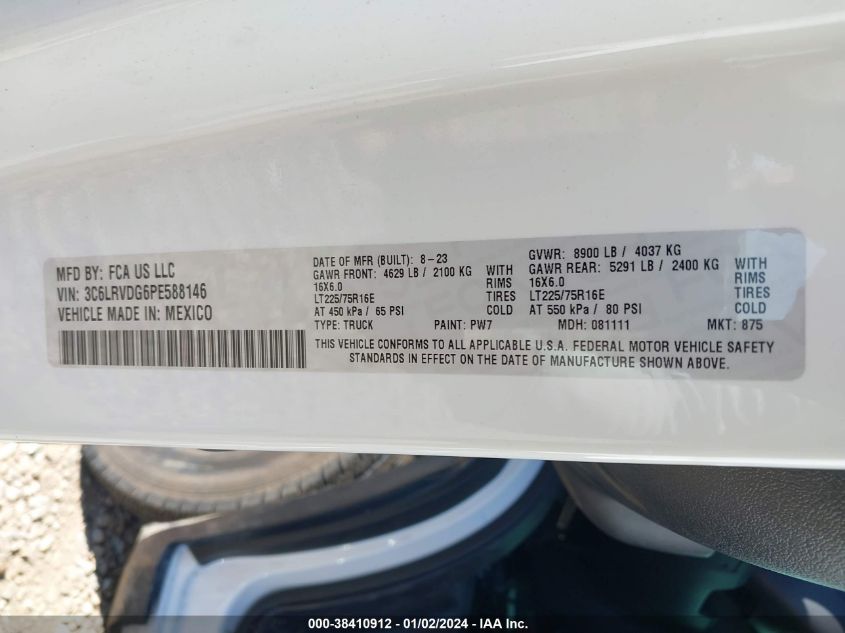 MFD BY: FCA US LLC
VIN: 3C6LRVDG6PE588146
VEHICLE MADE IN: MEXICO
DATE OF MFR (BUILT): 8-23
GAWR FRONT: 4629 LB / 2100 KG WITH
16X6.0 RIMS
LT225/75R16E TIRES
AT 450 kPa / 65 PSI COLD
GVWR: 8900 LB / 4037 KG
GAWR REAR: 5291 LB / 2400 KG WITH
16X6.0 RIMS
LT225/75R16E TIRES
AT 550 kPa / 80 PSI COLD
TYPE: TRUCK PAINT: PW7 MDH: 081111 MKT: 875
THIS VEHICLE CONFORMS TO ALL APPLICABLE U.S.A. FEDERAL MOTOR VEHICLE SAFETY
STANDARDS IN EFFECT ON THE DATE OF MANUFACTURE SHOWN ABOVE.
000-38410912 - 01/02/2024 - IAA Inc.